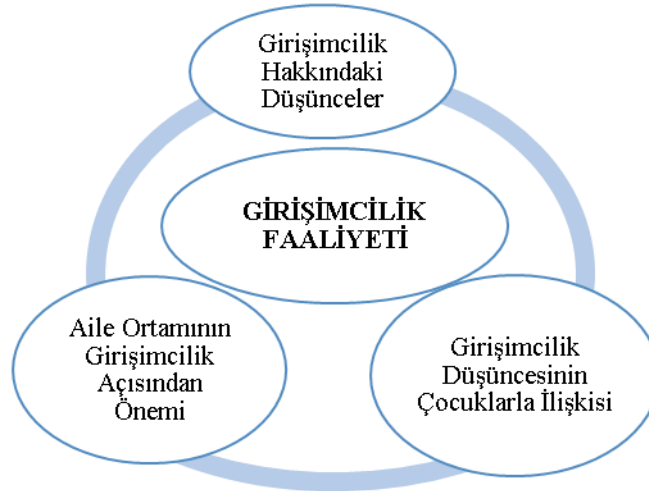 Girişimcilik
Hakkındaki
Düşünceler
GİRİŞİMCİLİK
FAALİYETİ
Aile Ortamının
Girişimcilik
Açısından
Önemi
Girişimcilik
Düşüncesinin
Çocuklarla İlişkisi